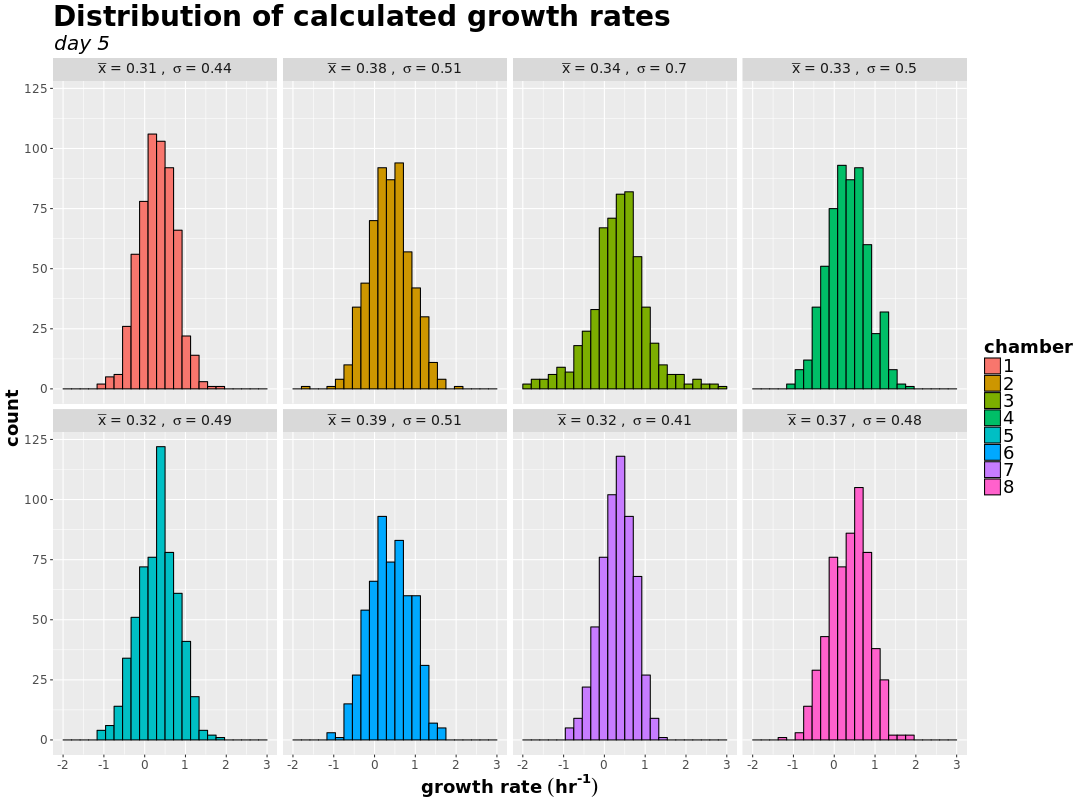 Distribution of calculated growth rates
day 5
x̅ = 0.31 , σ = 0.44
x̅ = 0.38 , σ = 0.51
x̅ = 0.34 , σ = 0.7
x̅ = 0.33 , σ = 0.5
125
100
75
50
25
0
x̅ = 0.32 , σ = 0.49
x̅ = 0.39 , σ = 0.51
x̅ = 0.32 , σ = 0.41
x̅ = 0.37 , σ = 0.48
125
100
75
50
25
0
-2 -1 0 1 2 3
-2 -1 0 1 2 3
-2 -1 0 1 2 3
-2 -1 0 1 2 3
count
growth rate (hr⁻¹)
chamber
1
2
3
4
5
6
7
8